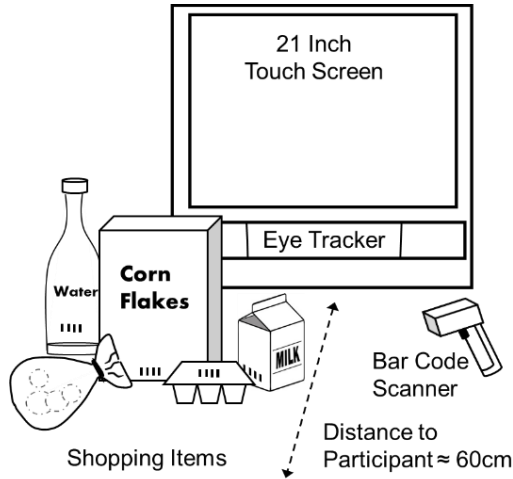 21 Inch
Touch Screen
Eye Tracker
Water
Corn
Flakes
MILK
Bar Code
Scanner
Shopping Items
Distance to
Participant ≈ 60cm